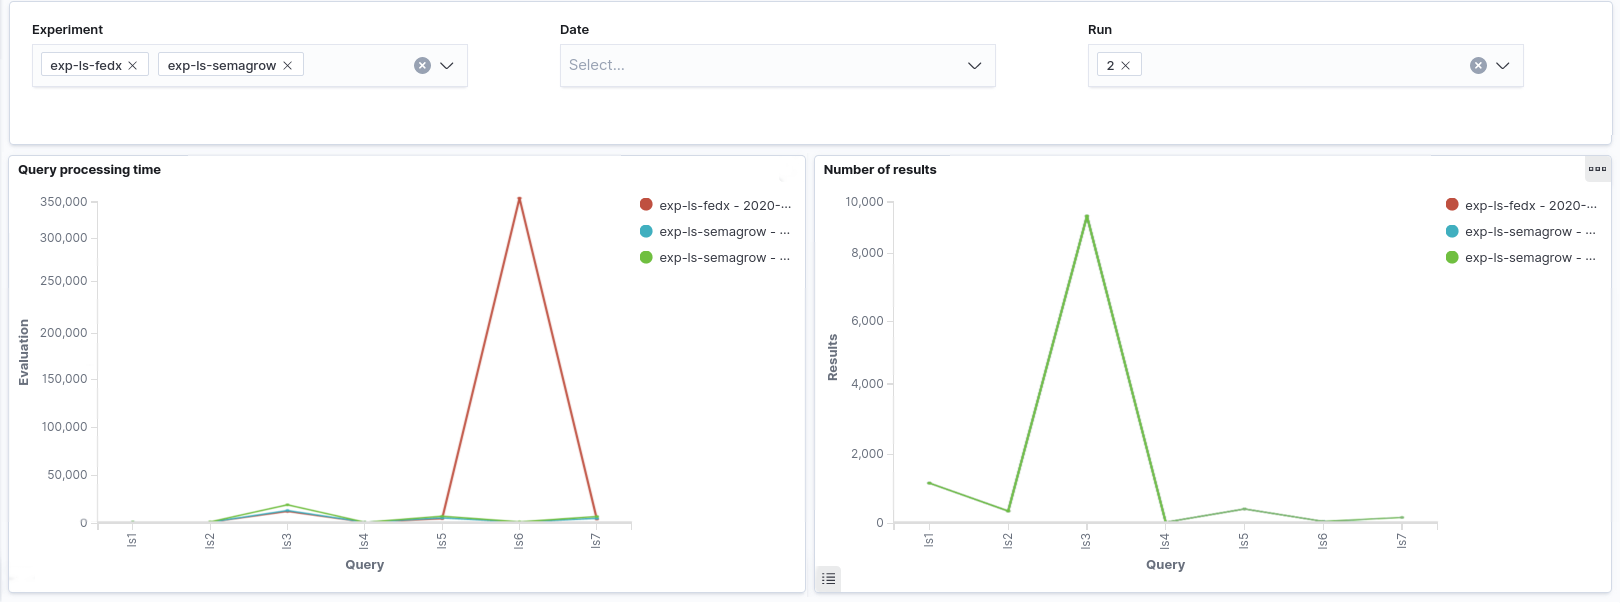 Experiment
Date
Run
exp-ls-fedx
exp-ls-semagrow
Select...
2
Query processing time
350,000
300,000
250,000
200,000
150,000
100,000
50,000
0
Evaluation
ls1
ls2
ls3
ls4
ls5
ls6
ls7
Query
exp-ls-fedx - 2020-...
exp-ls-semagrow - ...
exp-ls-semagrow - ...
Number of results
10,000
8,000
6,000
4,000
2,000
0
Results
ls1
ls2
ls3
ls4
ls5
ls6
ls7
Query
exp-ls-fedx - 2020-...
exp-ls-semagrow - ...
exp-ls-semagrow - ...